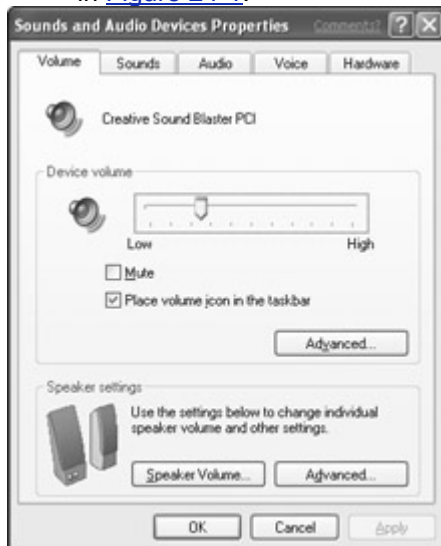 Sounds and Audio Devices Properties Comments?
Volume Sounds Audio Voice Hardware
Creative Sound Blaster PCI
Device volume
Low High
Mute
Place volume icon in the taskbar
Advanced...
Speaker settings
Use the settings below to change individual
speaker volume and other settings.
Speaker Volume... Advanced...
OK Cancel Apply